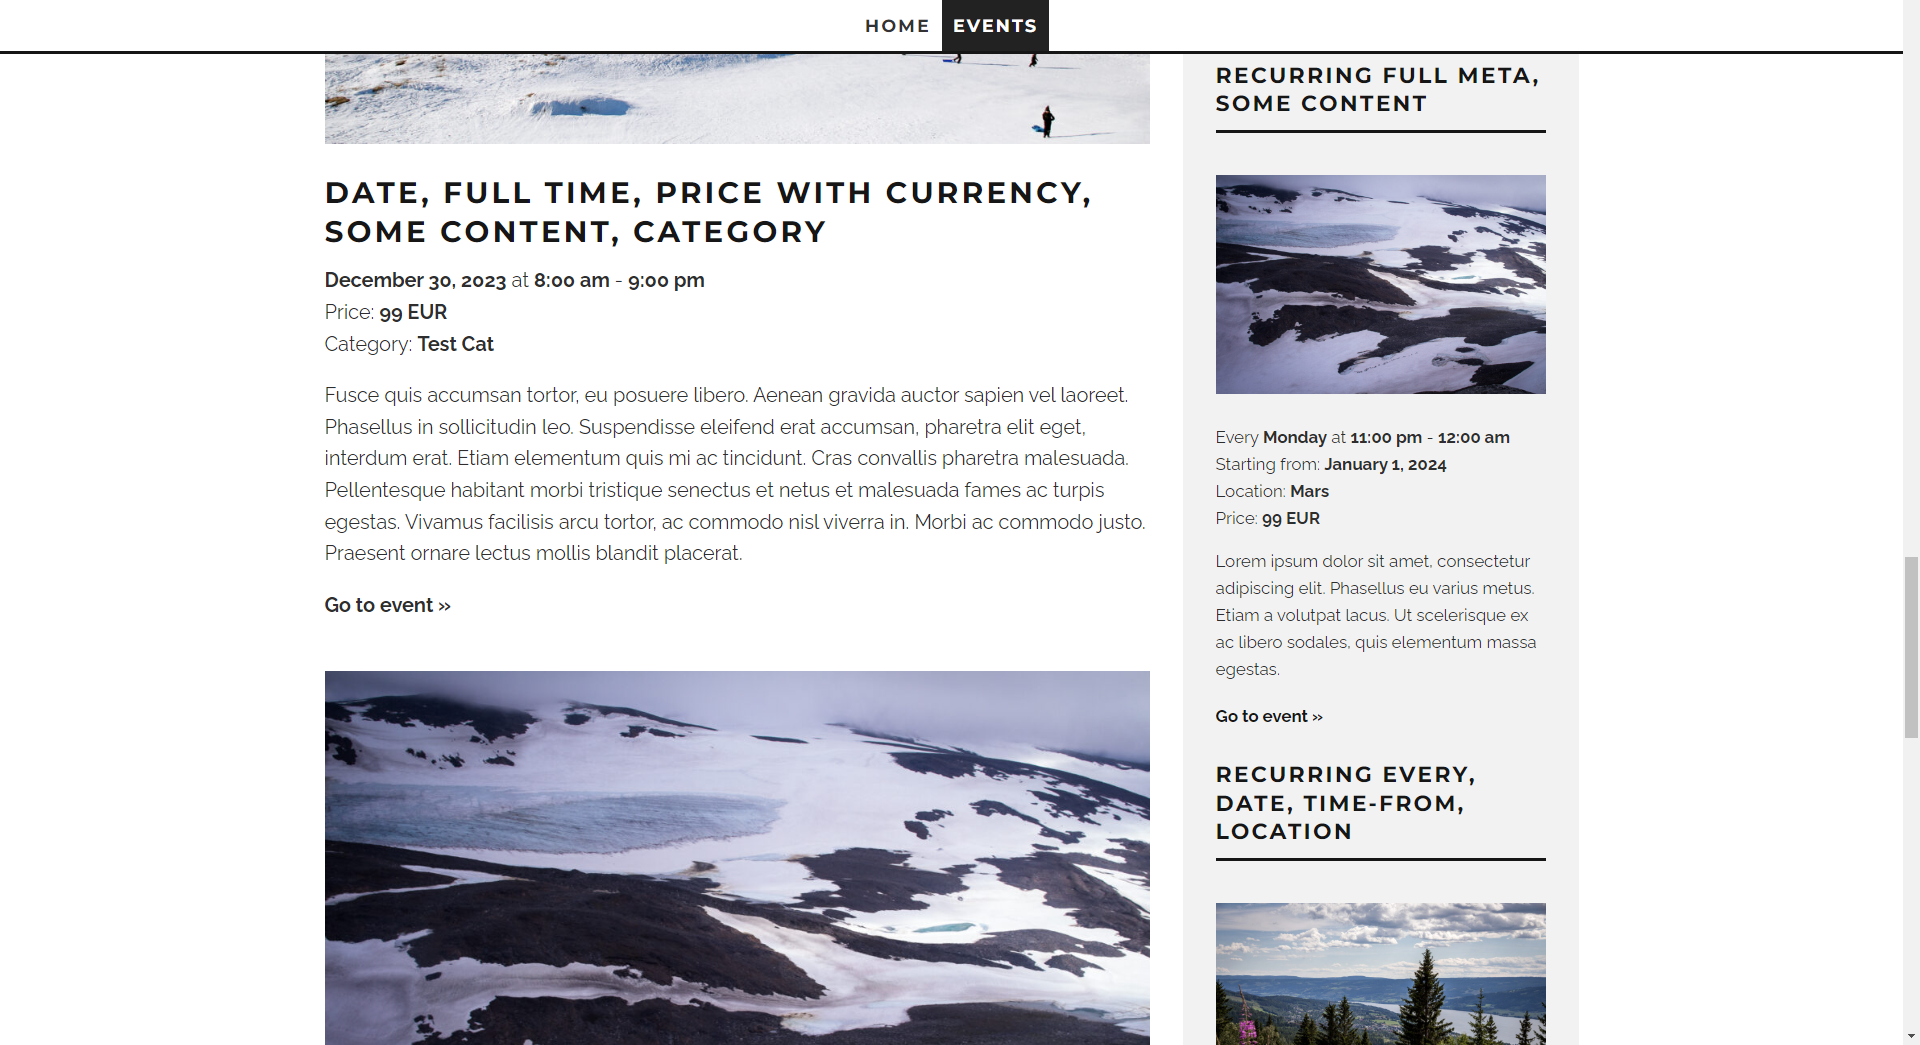 HOME EVENTS
DATE, FULL TIME, PRICE WITH CURRENCY,
SOME CONTENT, CATEGORY
December 30, 2023 at 8:00 am - 9:00 pm
Price: 99 EUR
Category: Test Cat
Fusce quis accumsan tortor, eu posuere libero. Aenean gravida auctor sapien vel laoreet.
Phasellus in sollicitudin leo. Suspendisse eleifend erat accumsan, pharetra elit eget,
interdum erat. Etiam elementum quis mi ac tincidunt. Cras convallis pharetra malesuada.
Pellentesque habitant morbi tristique senectus et netus et malesuada fames ac turpis
egestas. Vivamus facilisis arcu tortor, ac commodo nisl viverra in. Morbi ac commodo justo.
Praesent ornare lectus mollis blandit placerat.
Go to event »
RECURRING FULL META,
SOME CONTENT
Every Monday at 11:00 pm - 12:00 am
Starting from: January 1, 2024
Location: Mars
Price: 99 EUR
Lorem ipsum dolor sit amet, consectetur
adipiscing elit. Phasellus eu varius metus.
Etiam a volutpat lacus. Ut scelerisque ex
ac libero sodales, quis elementum massa
egestas.
Go to event »
RECURRING EVERY,
DATE, TIME-FROM,
LOCATION